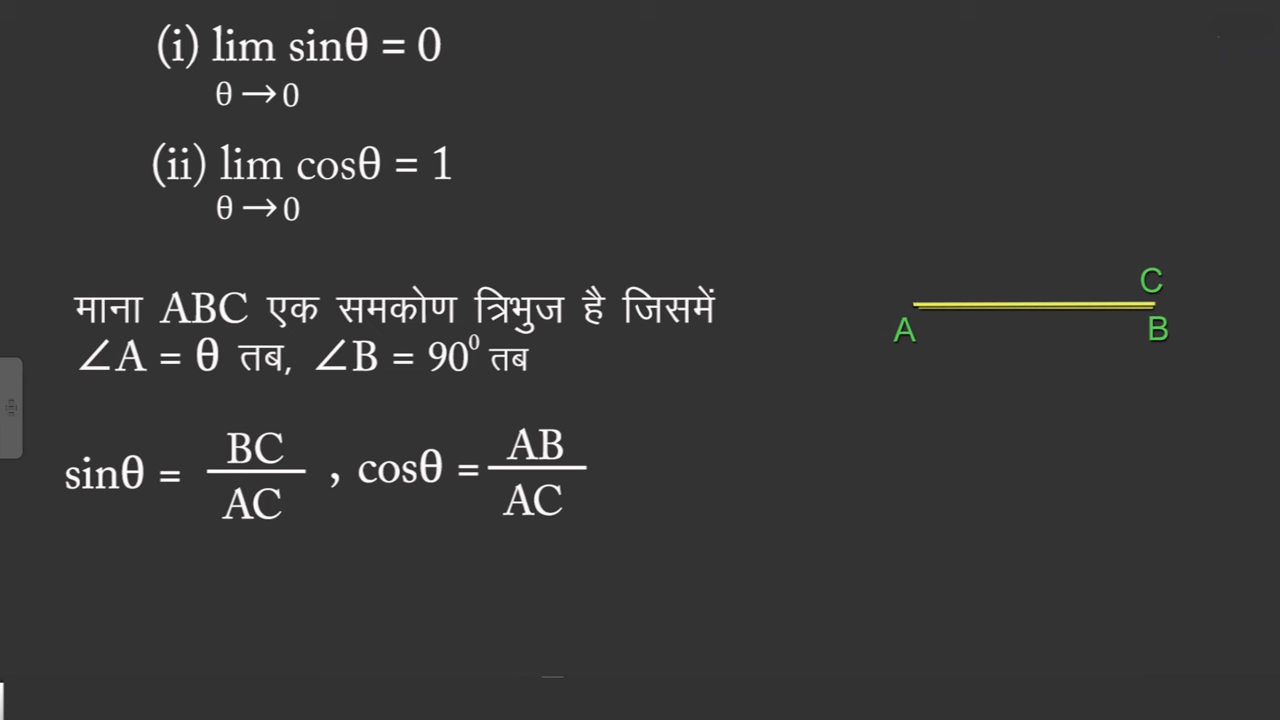 (i) lim sinθ = 0
θ → 0
(ii) lim cosθ = 1
θ → 0
माना ABC एक समकोण त्रिभुज है जिसमें
∠A = θ तब, ∠B = 90⁰ तब
sinθ = BC/AC , cosθ = AB/AC
C
A
B